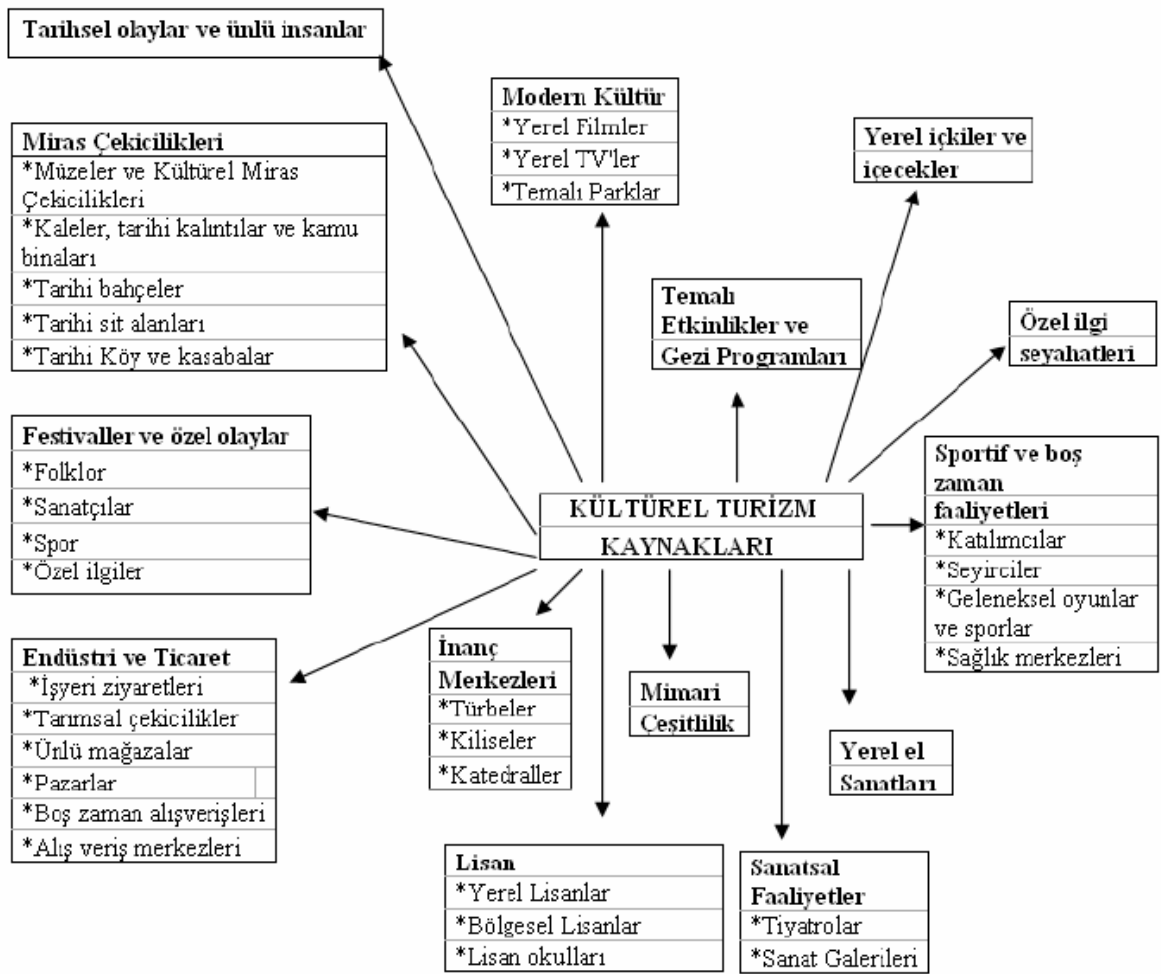 Tarihsel olaylar ve ünlü insanlar
Modern Kültür
*Yerel Filmler
*Yerel TV'ler
*Temalı Parklar
Yerel içkiler ve
içecekler
Miras Çekicilikleri
*Müzeler ve Kültürel Miras
Çekicilikleri
*Kaleler, tarihi kalıntılar ve kamu
binaları
*Tarihi bahçeler
*Tarihi sit alanları
*Tarihi Köy ve kasabalar
Temalı
Etkinlikler ve
Gezi Programları
Özel ilgi
seyahatleri
Festivaller ve özel olaylar
*Folklor
*Sanatçılar
*Spor
*Özel ilgiler
KÜLTÜREL TURİZM
KAYNAKLARI
Sportif ve boş
zaman
faaliyetleri
*Katılımcılar
*Seyirciler
*Geleneksel oyunlar
ve sporlar
*Sağlık merkezleri
Endüstri ve Ticaret
*İşyeri ziyaretleri
*Tarımsal çekicilikler
*Ünlü mağazalar
*Pazarlar
*Boş zaman alışverişleri
*Alış veriş merkezleri
İnanç
Merkezleri
*Türbeler
*Kiliseler
*Katedraller
Mimari
Çeşitlilik
Yerel el
Sanatları
Lisan
*Yerel Lisanlar
*Bölgesel Lisanlar
*Lisan okulları
Sanatsal
Faaliyetler
*Tiyatrolar
*Sanat Galerileri